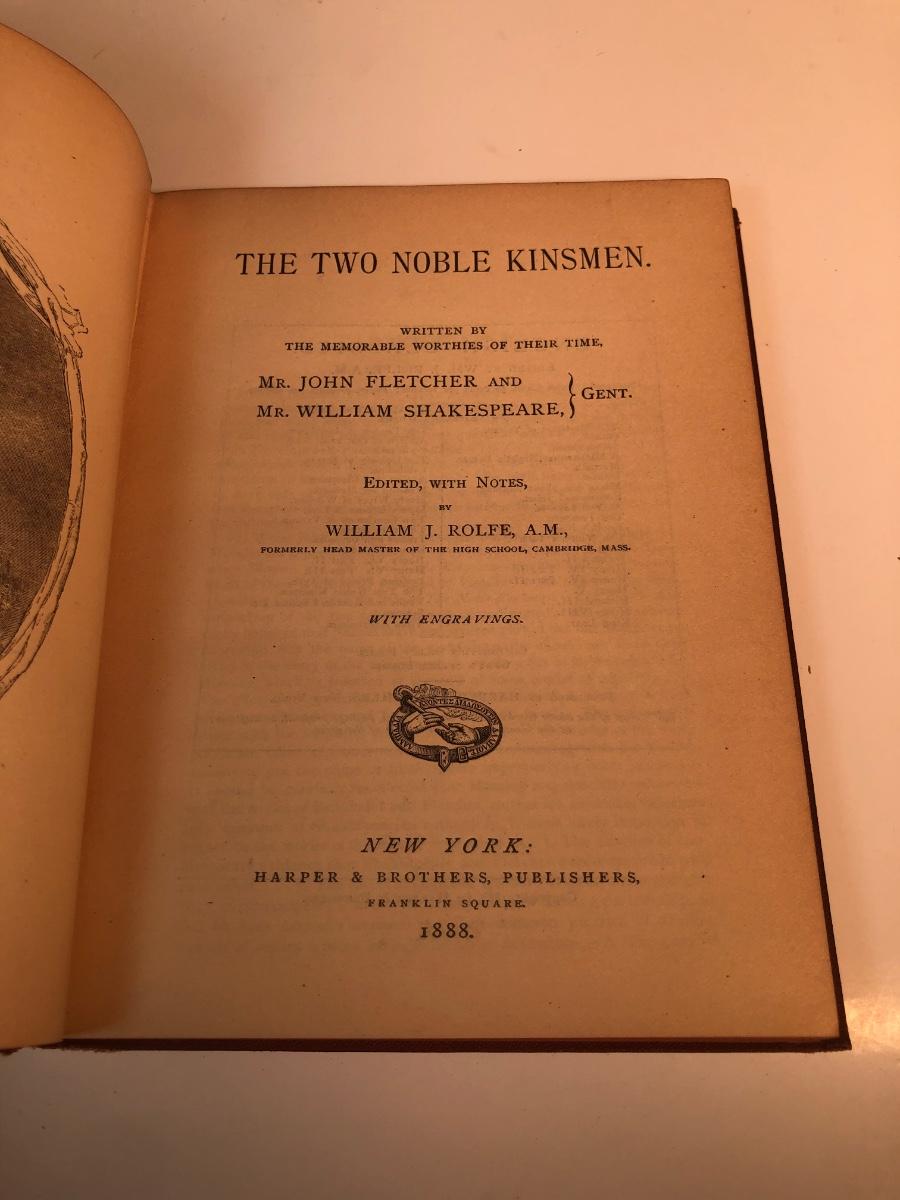 THE TWO NOBLE KINSMEN.
WRITTEN BY
THE MEMORABLE WORTHIES OF THEIR TIME,
MR. JOHN FLETCHER AND
MR. WILLIAM SHAKESPEARE, } GENT.
EDITED, WITH NOTES,
BY
WILLIAM J. ROLFE, A.M.,
FORMERLY HEAD MASTER OF THE HIGH SCHOOL, CAMBRIDGE, MASS.
WITH ENGRAVINGS.
NEW YORK:
HARPER & BROTHERS, PUBLISHERS,
FRANKLIN SQUARE.
1888.